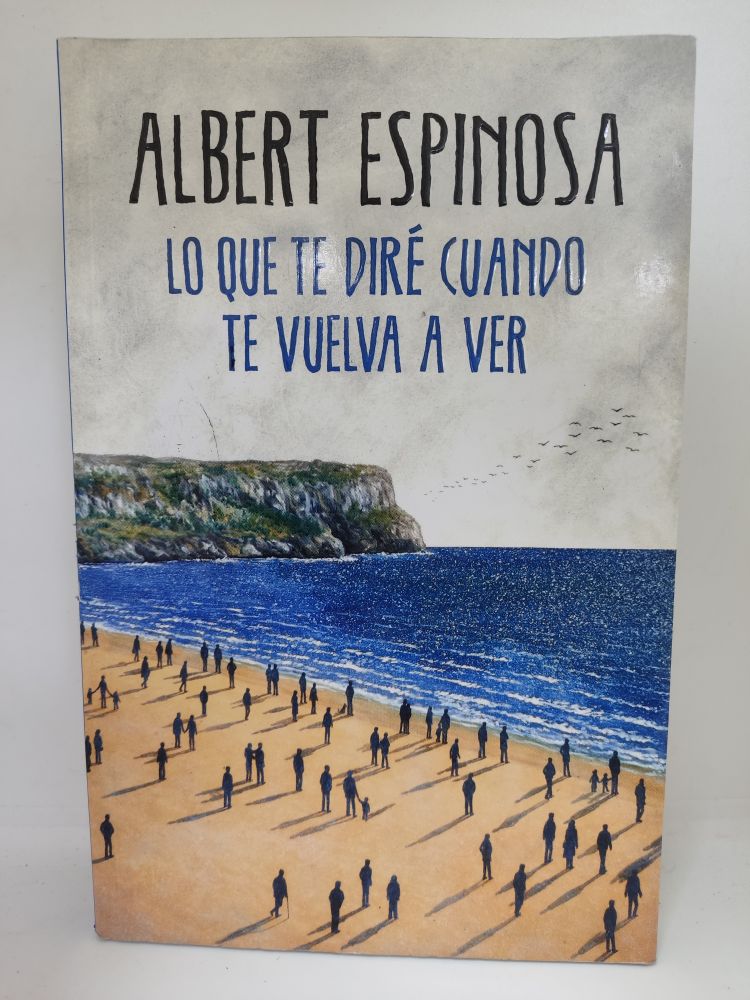 ALBERT ESPINOSA
LO QUE TE DIRÉ CUANDO
TE VUELVA A VER